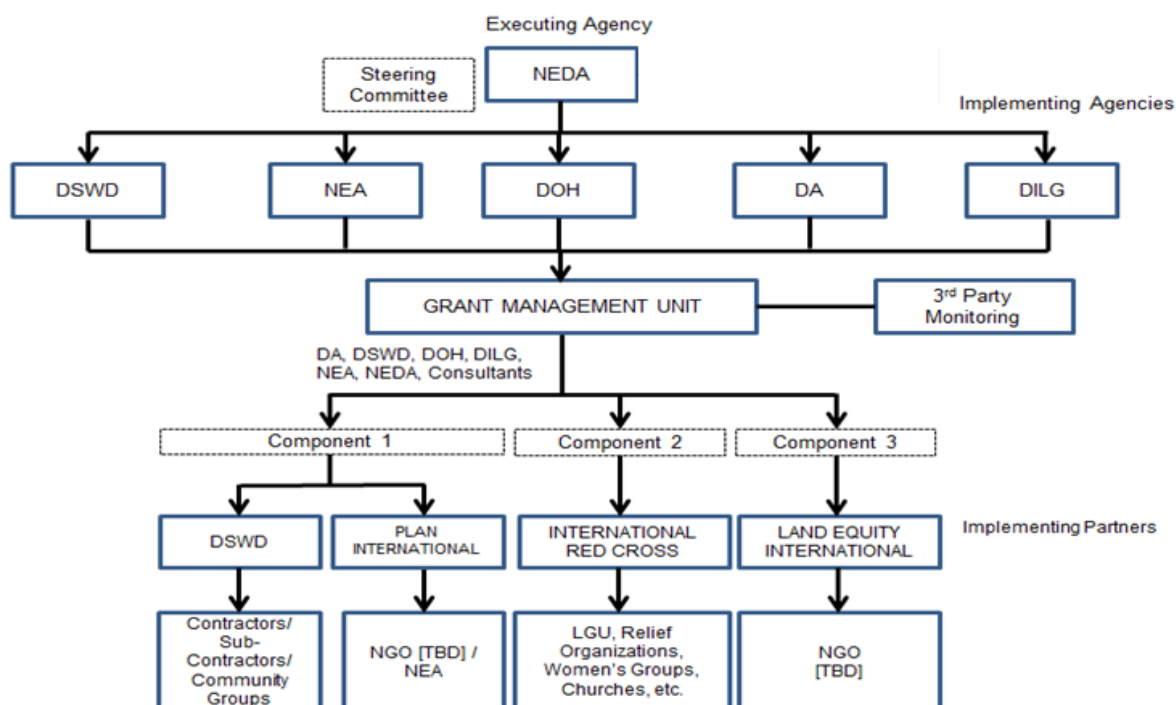 Executing Agency
NEDA
Steering
Committee
Implementing Agencies
DSWD
NEA
DOH
DA
DILG
GRANT MANAGEMENT UNIT
3rd Party
Monitoring
DA, DSWD, DOH, DILG,
NEA, NEDA, Consultants
Component 1
Component 2
Component 3
DSWD
PLAN
INTERNATIONAL
INTERNATIONAL
RED CROSS
LAND EQUITY
INTERNATIONAL
Implementing Partners
Contractors/
Sub-
Contractors/
Community
Groups
NGO [TBD] /
NEA
LGU, Relief
Organizations,
Women's Groups,
Churches, etc.
NGO
[TBD]